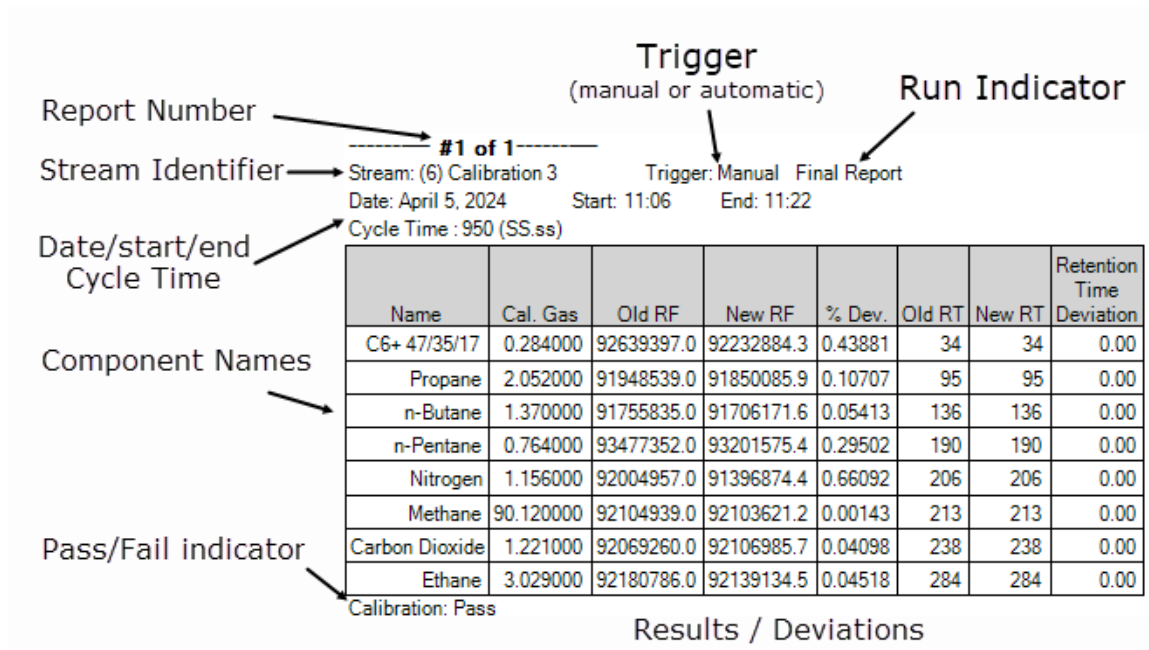 Trigger
(manual or automatic)
Run Indicator
Report Number
--------- #1 of 1---------
Stream Identifier
Stream: (6) Calibration 3 Trigger: Manual Final Report
Date: April 5, 2024 Start: 11:06 End: 11:22
Cycle Time : 950 (SS.ss)
Date/start/end
Cycle Time
Retention
Time
Name Cal. Gas Old RF New RF % Dev. Old RT New RT Deviation
C6+ 47/35/17 0.284000 92639397.0 92232884.3 0.43881 34 34 0.00
Component Names
Propane 2.052000 91948539.0 91850085.9 0.10707 95 95 0.00
n-Butane 1.370000 91755835.0 91706171.6 0.05413 136 136 0.00
n-Pentane 0.764000 93477352.0 93201575.4 0.29502 190 190 0.00
Nitrogen 1.156000 92004957.0 91396874.4 0.66092 206 206 0.00
Methane 90.120000 92104939.0 92103621.2 0.00143 213 213 0.00
Pass/Fail indicator
Carbon Dioxide 1.221000 92069260.0 92106985.7 0.04098 238 238 0.00
Ethane 3.029000 92180786.0 92139134.5 0.04518 284 284 0.00
Calibration: Pass
Results / Deviations